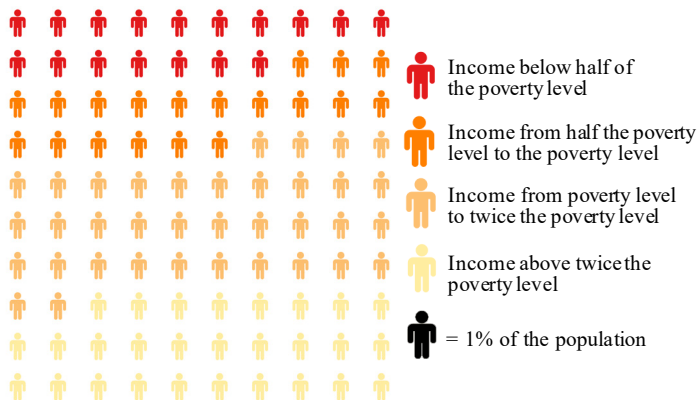 Income below half of
the poverty level
Income from half the poverty
level to the poverty level
Income from poverty level
to twice the poverty level
Income above twice the
poverty level
= 1% of the population